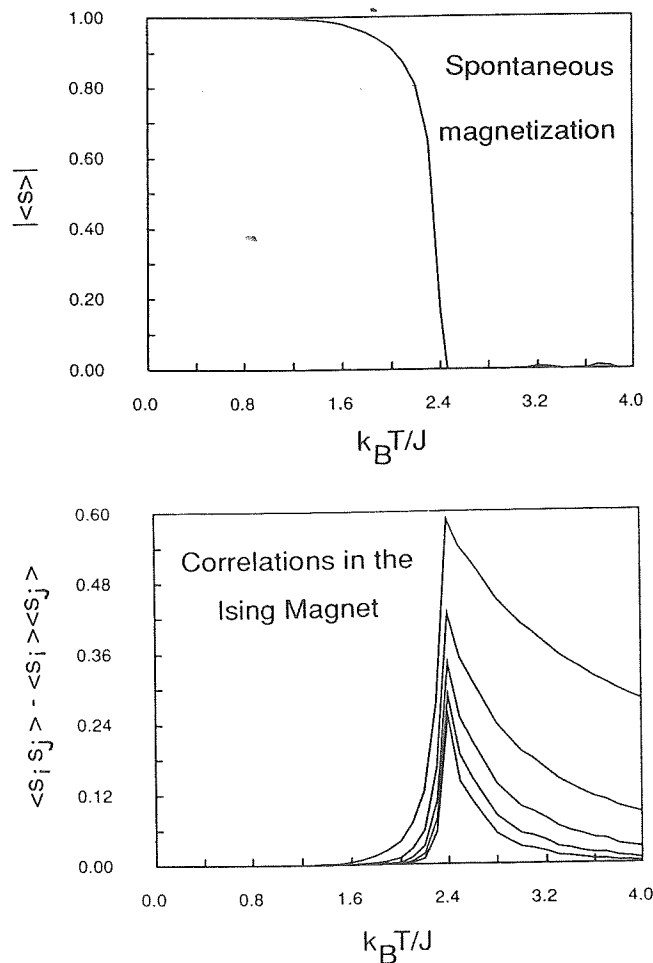 1.00
Spontaneous
0.80
magnetization
0.60
|<s>|
0.40
0.20
0.00
0.0 0.8 1.6 2.4 3.2 4.0
k_BT/J
0.60
Correlations in the
0.48
Ising Magnet
0.36
<s_i s_j> - <s_i><s_j>
0.24
0.12
0.00
0.0 0.8 1.6 2.4 3.2 4.0
k_BT/J